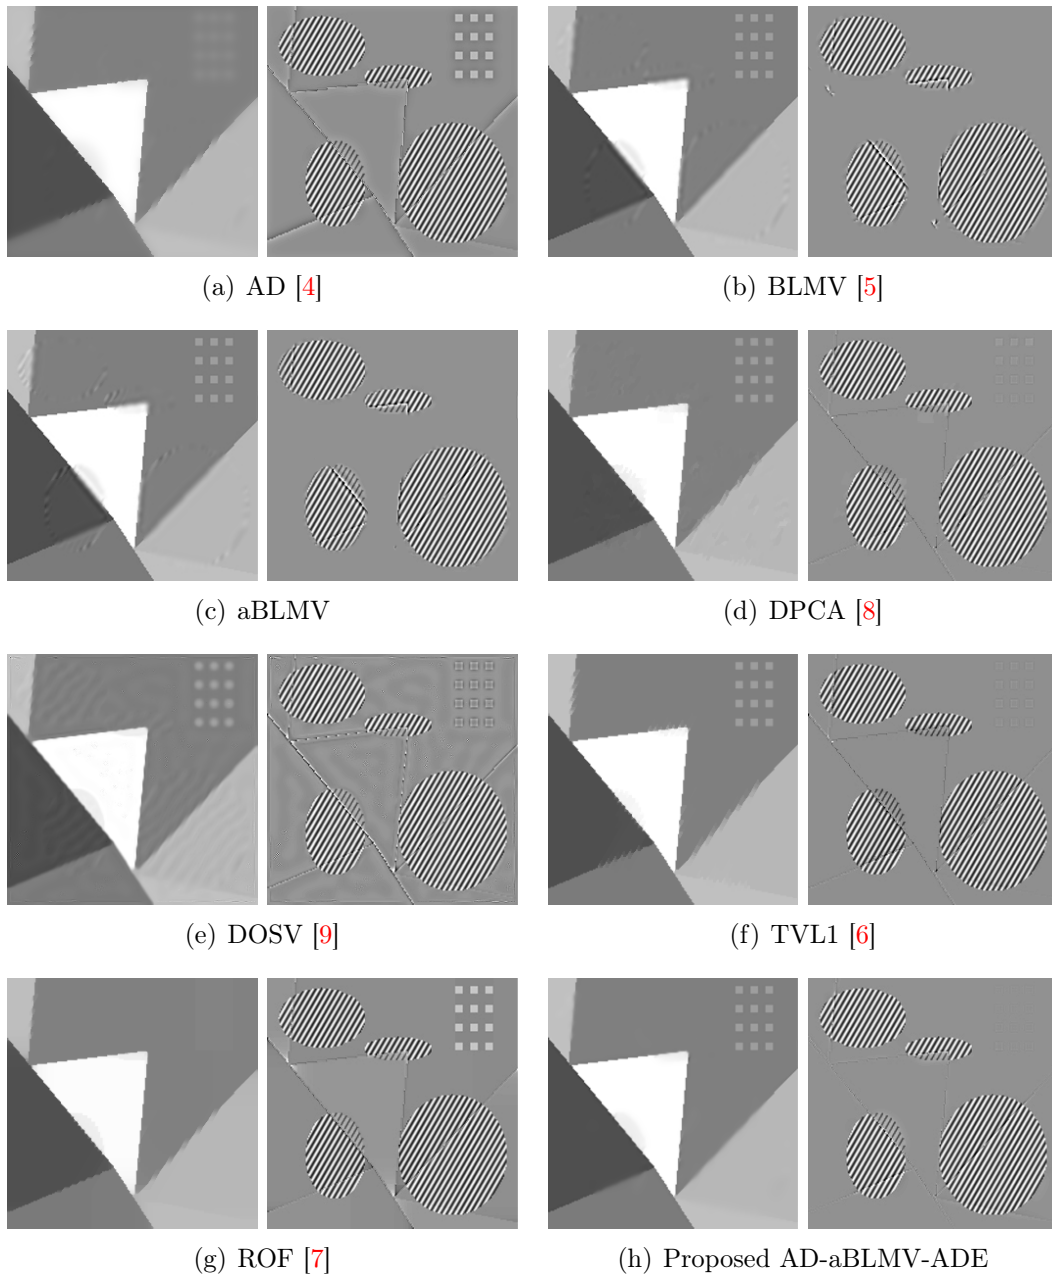 (a) AD [4]
(b) BLMV [5]
(c) aBLMV
(d) DPCA [8]
(e) DOSV [9]
(f) TVL1 [6]
(g) ROF [7]
(h) Proposed AD-aBLMV-ADE